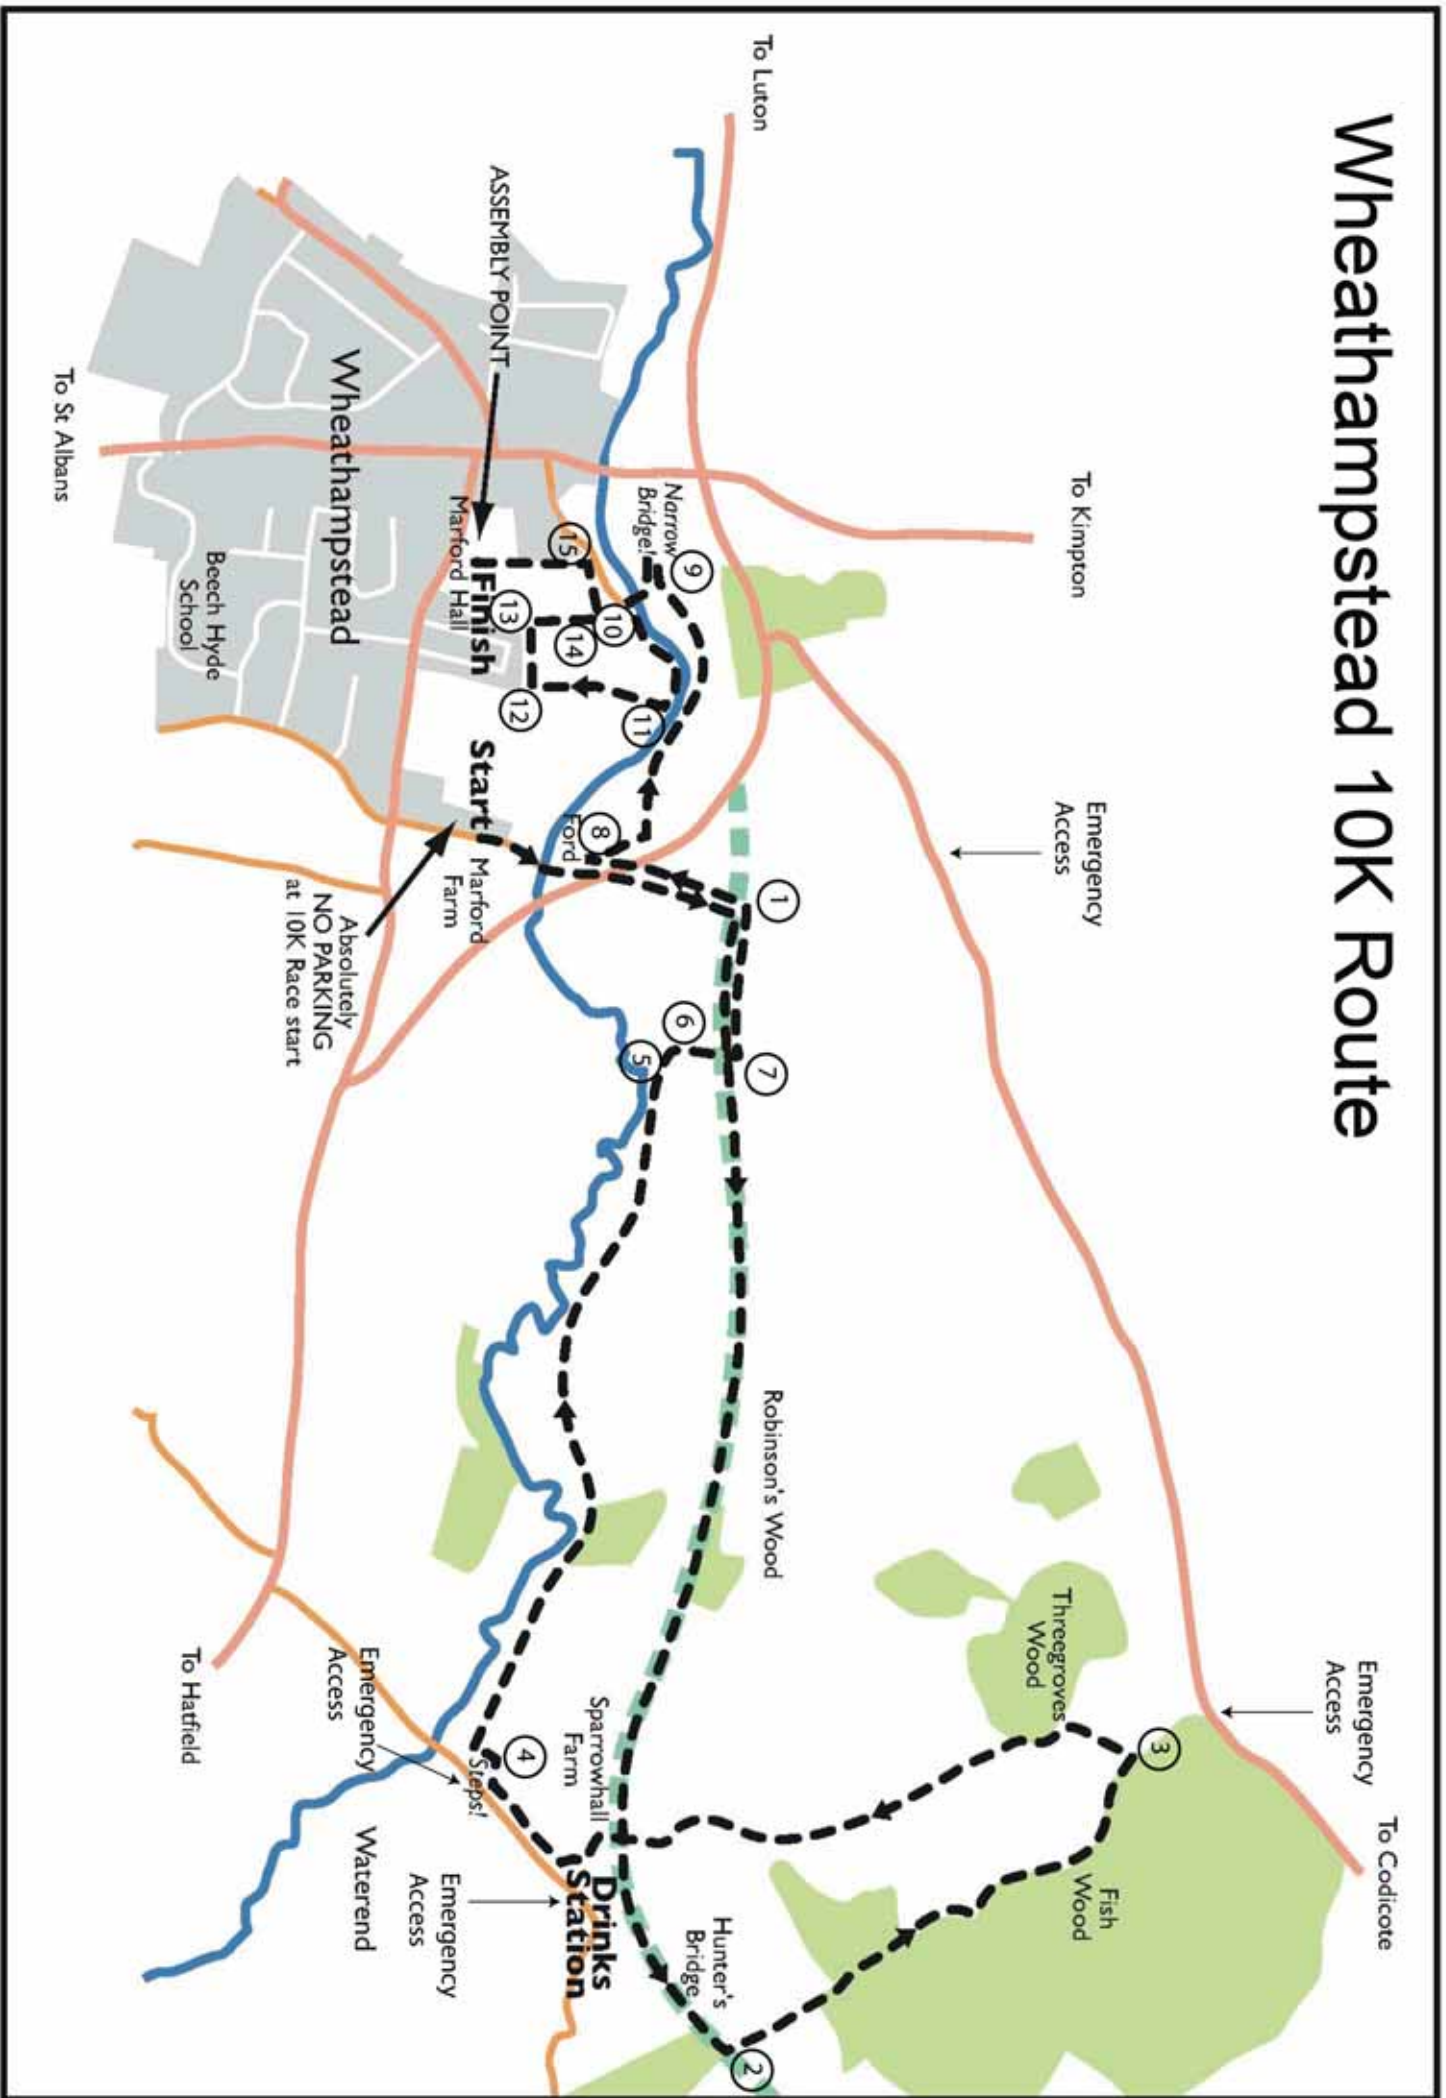 Wheathampstead 10K Route
To Luton
To Kimpton
Emergency
Access
Emergency
Access
To Codicote
3
Threegroves
Wood
Fish
Wood
Robinson's Wood
1
7
Hunter's
Bridge
2
9
Narrow
Bridge!
6
5
10
11
8
Ford
15
14
13
12
Sparrowhall
Farm
Drinks
Station
4
Steps!
ASSEMBLY POINT
Finish
Marford Hall
Start
Marford
Farm
Emergency
Access
Emergency
Access
Waterend
Wheathampstead
Absolutely
NO PARKING
at 10K Race start
Beech Hyde
School
To Hatfield
To St Albans